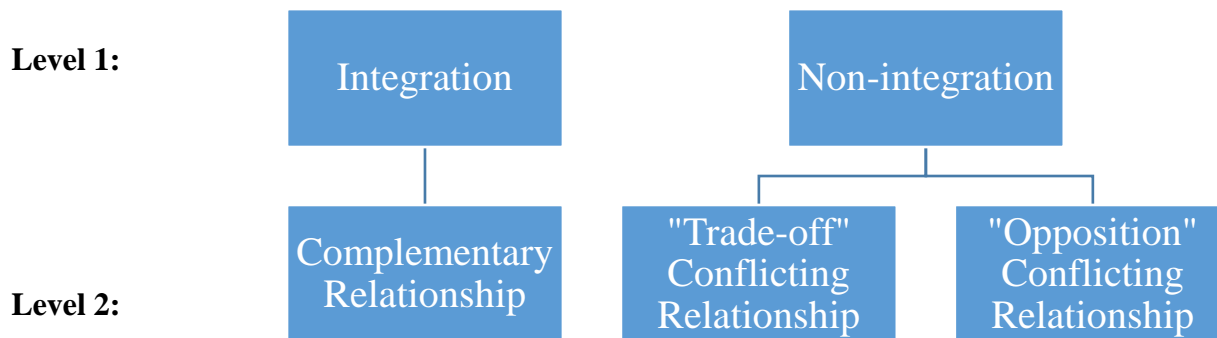 Level 1:
Integration
Non-integration
Level 2:
Complementary
Relationship
"Trade-off"
Conflicting
Relationship
"Opposition"
Conflicting
Relationship